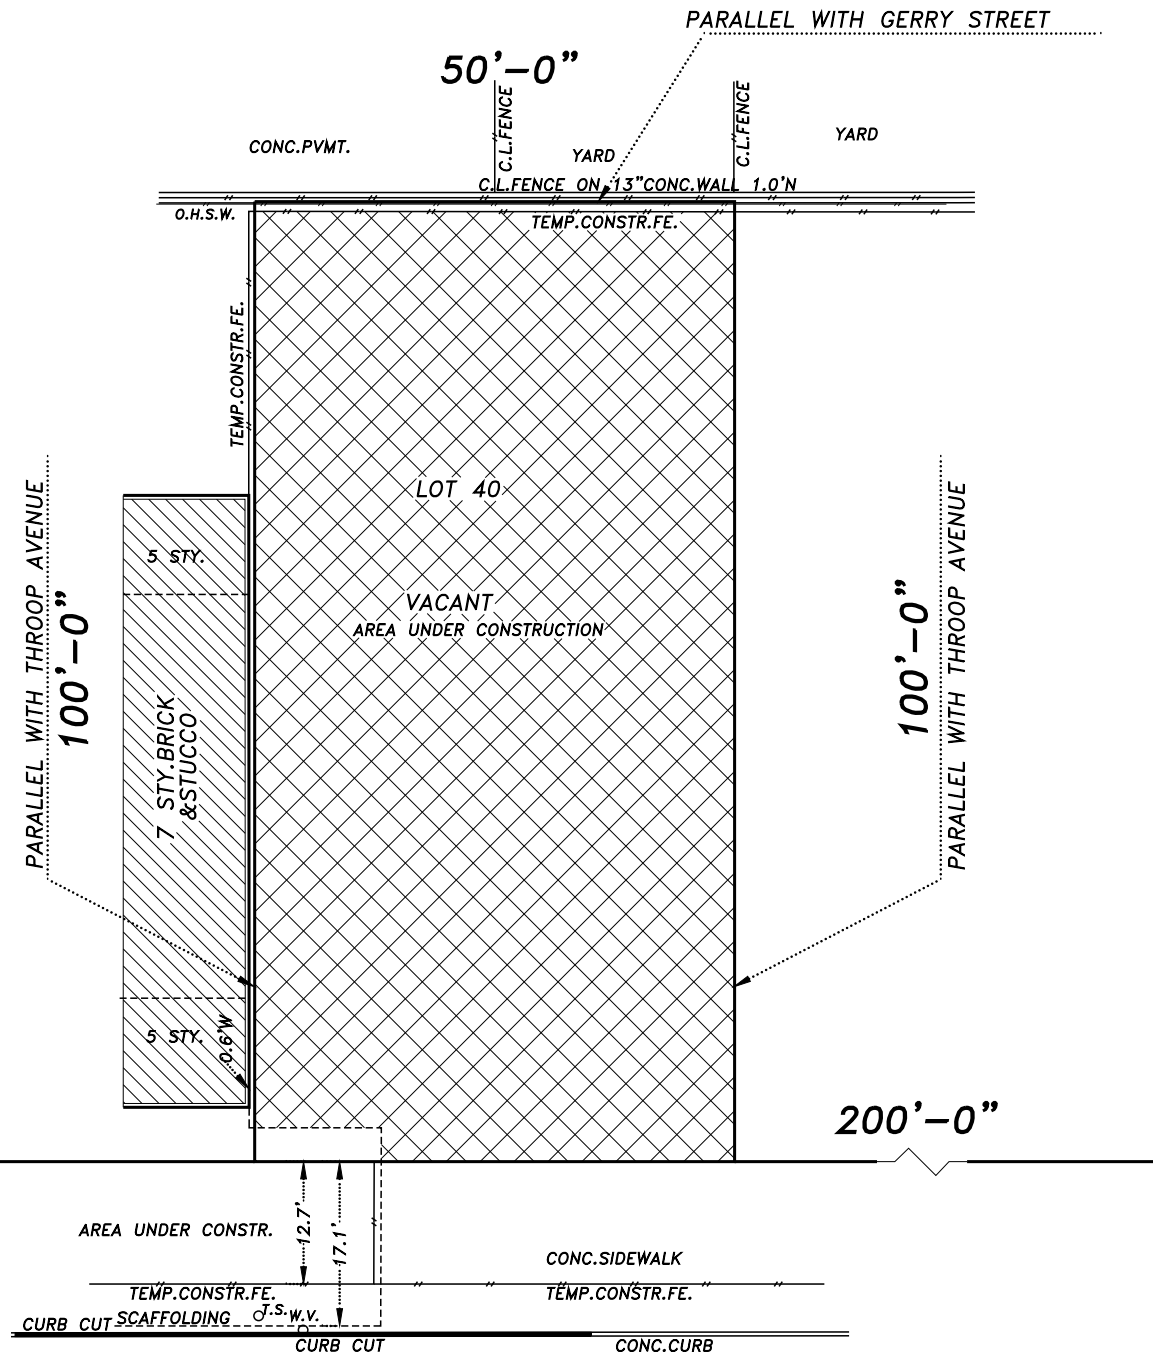 PARALLEL WITH GERRY STREET
50'-0"
C.L.FENCE
C.L.FENCE
CONC.PVMT.
YARD
YARD
C.L.FENCE ON 13"CONC.WALL 1.0'N
O.H.S.W.
TEMP.CONSTR.FE.
TEMP.CONSTR.FE.
LOT 40
PARALLEL WITH THROOP AVENUE
100'-0"
5 STY.
VACANT
AREA UNDER CONSTRUCTION
100'-0"
PARALLEL WITH THROOP AVENUE
7 STY.BRICK
&STUCCO
5 STY.
0.6'W
200'-0"
AREA UNDER CONSTR.
12.7'
17.1'
CONC.SIDEWALK
TEMP.CONSTR.FE.
TEMP.CONSTR.FE.
SCAFFOLDING
T.S.
W.V.
CURB CUT
CURB CUT
CONC.CURB